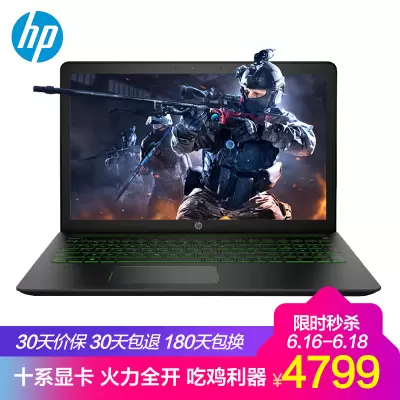 hp
hp
限时秒杀
30天价保 30天包退 180天包换
6.16-6.18
十系显卡 火力全开 吃鸡利器
¥4799